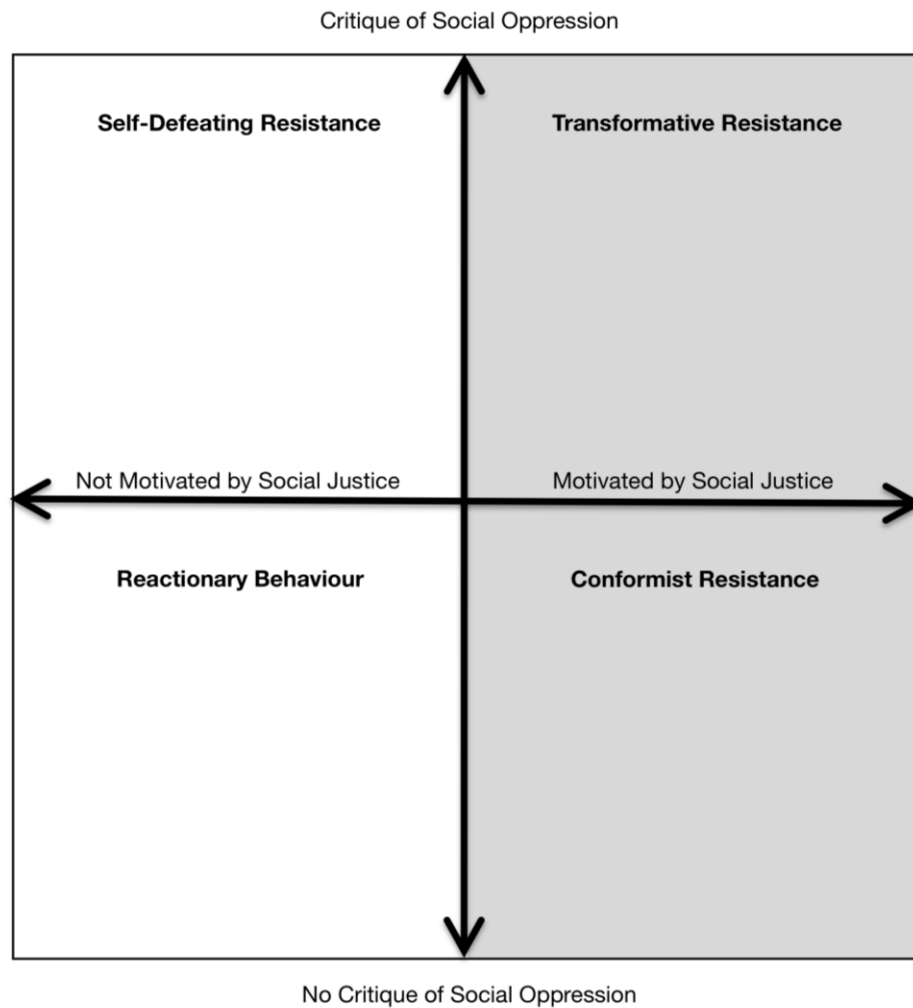 Critique of Social Oppression
Self-Defeating Resistance
Transformative Resistance
Not Motivated by Social Justice
Motivated by Social Justice
Reactionary Behaviour
Conformist Resistance
No Critique of Social Oppression